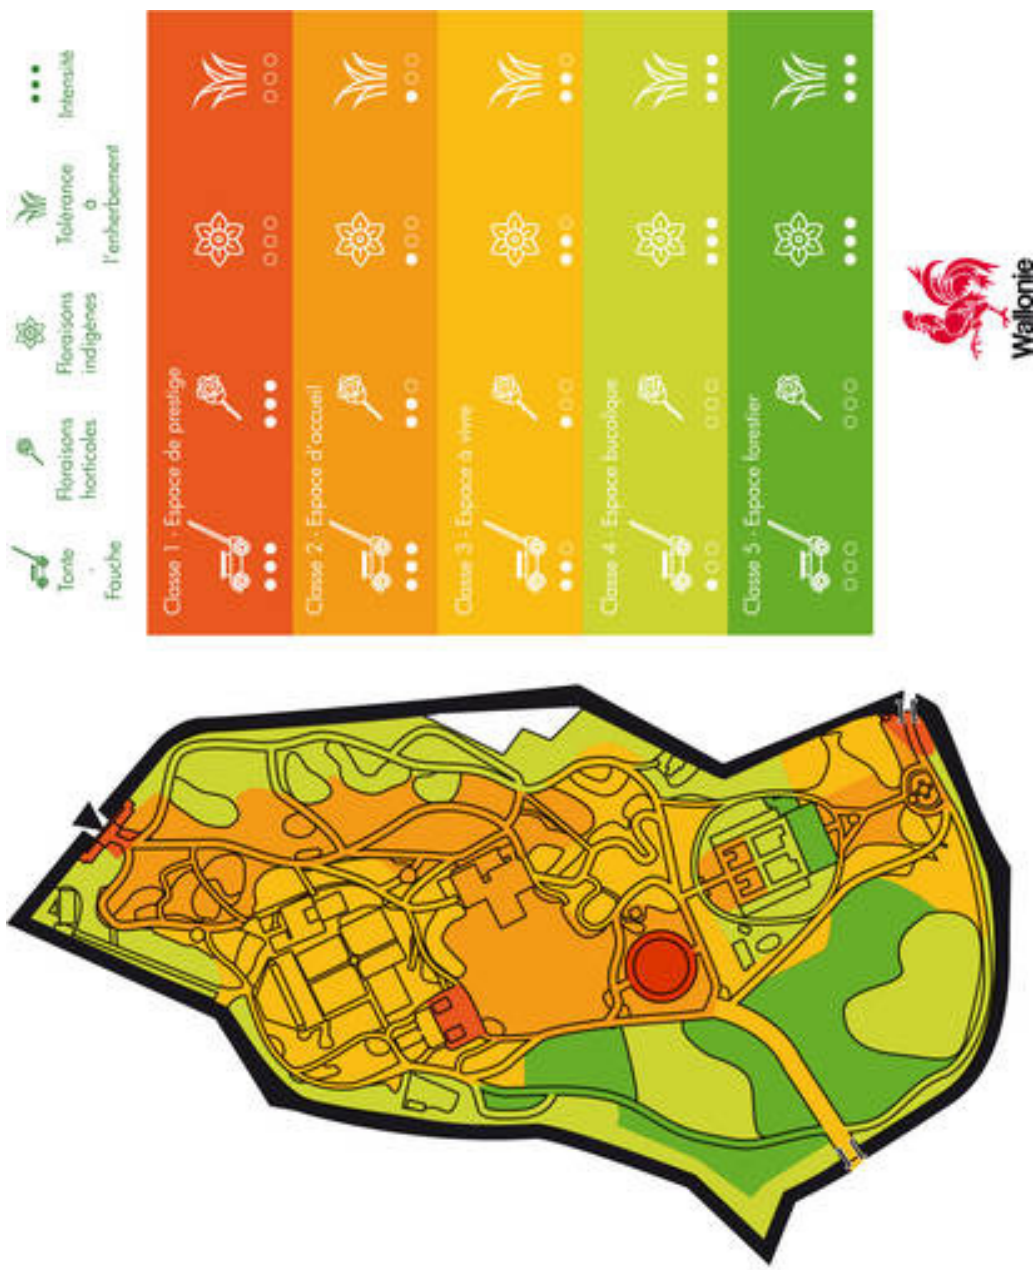 Tonte
-
Fauche
Floraisons
horticoles
Floraisons
indigènes
Tolérance
à
l'enherbement
Intensité
Classe 1 - Espace de prestige
Classe 2 - Espace d'accueil
Classe 3 - Espace à vivre
Classe 4 - Espace bucolique
Classe 5 - Espace forestier
Wallonie